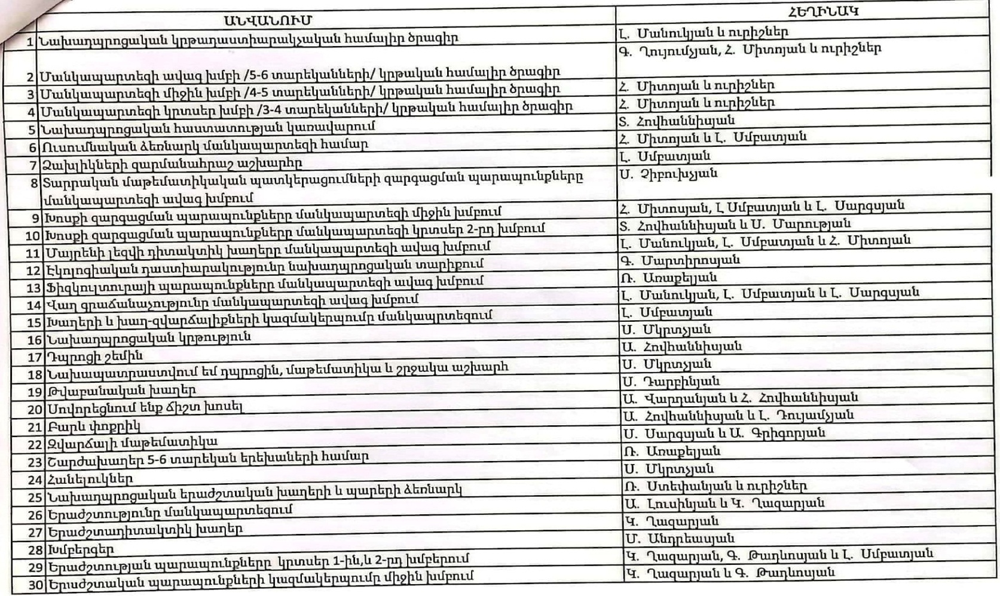 ԱՆՎԱՆՈՒՄ ՀԵՂԻՆԱԿ
1 Նախադպրոցական կրթադաստիարակչական համալիր ծրագիր Լ. Մանուկյան և ուրիշներ
2 Մանկապարտեզի ավագ խմբի /5-6 տարեկանների/ կրթական համալիր ծրագիր Գ. Ղույումչյան, Հ. Միտոյան և ուրիշներ
3 Մանկապարտեզի միջին խմբի /4-5 տարեկանների/ կրթական համալիր ծրագիր Հ. Միտոյան և ուրիշներ
4 Մանկապարտեզի կրտսեր խմբի /3-4 տարեկանների/ կրթական համալիր ծրագիր Հ. Միտոյան և ուրիշներ
5 Նախադպրոցական հաստատության կառավարում Տ. Հովհաննիսյան
6 Ուսումնական ձեռնարկ մանկապարտեզի համար Հ. Միտոյան և Լ. Սմբատյան
7 Ձախլիկների զարմանահրաշ աշխարհը Լ. Սմբատյան
8 Տարրական մաթեմատիկական պատկերացումների զարգացման պարապունքները Ս. Չիբուխչյան
մանկապարտեզի ավագ խմբում
9 Խոսքի զարգացման պարապունքները մանկապարտեզի միջին խմբում Հ. Միտոսյան, Լ Սմբատյան և Լ. Սարգսյան
10 Խոսքի զարգացման պարապունքները մանկապարտեզի կրտսեր 2-րդ խմբում Տ. Հովհաննիսյան և Ս. Մարության
11 Մայրենի լեզվի դիտակտիկ խաղերը մանկապարտեզի ավագ խմբում Լ. Մանուկյան, Լ. Սմբատյան և Հ. Միտոյան
12 Էկոլոգիական դաստիարակությունը նախադպրոցական տարիքում Գ. Մարտիրոսյան
13 Ֆիզկուլտուրայի պարապունքները մանկապարտեզի ավագ խմբում Ռ. Առաքելյան
14 Վաղ գրաճանաչությունը մանկապարտեզի ավագ խմբում Լ. Մանուկյան, Լ. Սմբատյան և Լ. Սարգսյան
15 Խաղերի և խաղ-զվարճալիքների կազմակերպումը մանկապրտեզում Լ. Սմբատյան
16 Նախադպրոցական կրթություն Ս. Մկրտչյան
17 Դպրոցի շեմին Ա. Հովհաննիսյան
18 Նախապատրաստվում եմ դպրոցին, մաթեմատիկա և շրջակա աշխարհ Ս. Մկրտչյան
19 Թվաբանական խաղեր Ս. Դարբինյան
20 Սովորեցնում ենք ճիշտ խոսել Ա. Վարդանյան և Հ. Հովհաննիսյան
21 Բարև փոքրիկ Ա. Հովհաննիսյան և Լ. Դույամչյան
22 Զվարճալի մաթեմատիկա Ս. Սարգսյան և Ա. Գրիգորյան
23 Շարժախաղեր 5-6 տարեկան երեխաների համար Ռ. Առաքելյան
24 Հանելուկներ Ս. Մկրտչյան
25 Նախադպրոցական երաժշտական խաղերի և պարերի ձեռնարկ Ռ. Ստեփանյան և ուրիշներ
26 Երաժշտությունը մանկապարտեզում Ա. Լուսինյան և Կ. Ղազարյան
27 Երաժշտադիտակտիկ խաղեր Կ. Ղազարյան
28 Խմբերգեր Մ. Անդրեասյան
29 Երաժշտության պարապունքները կրտսեր 1-ին,և 2-րդ խմբերում Կ. Ղազարյան, Գ. Թադևոսյան և Լ. Սմբատյան
30 Երաժշտական պարապունքների կազմակերպումը միջին խմբում Կ. Ղազարյան և Գ. Թադևոսյան